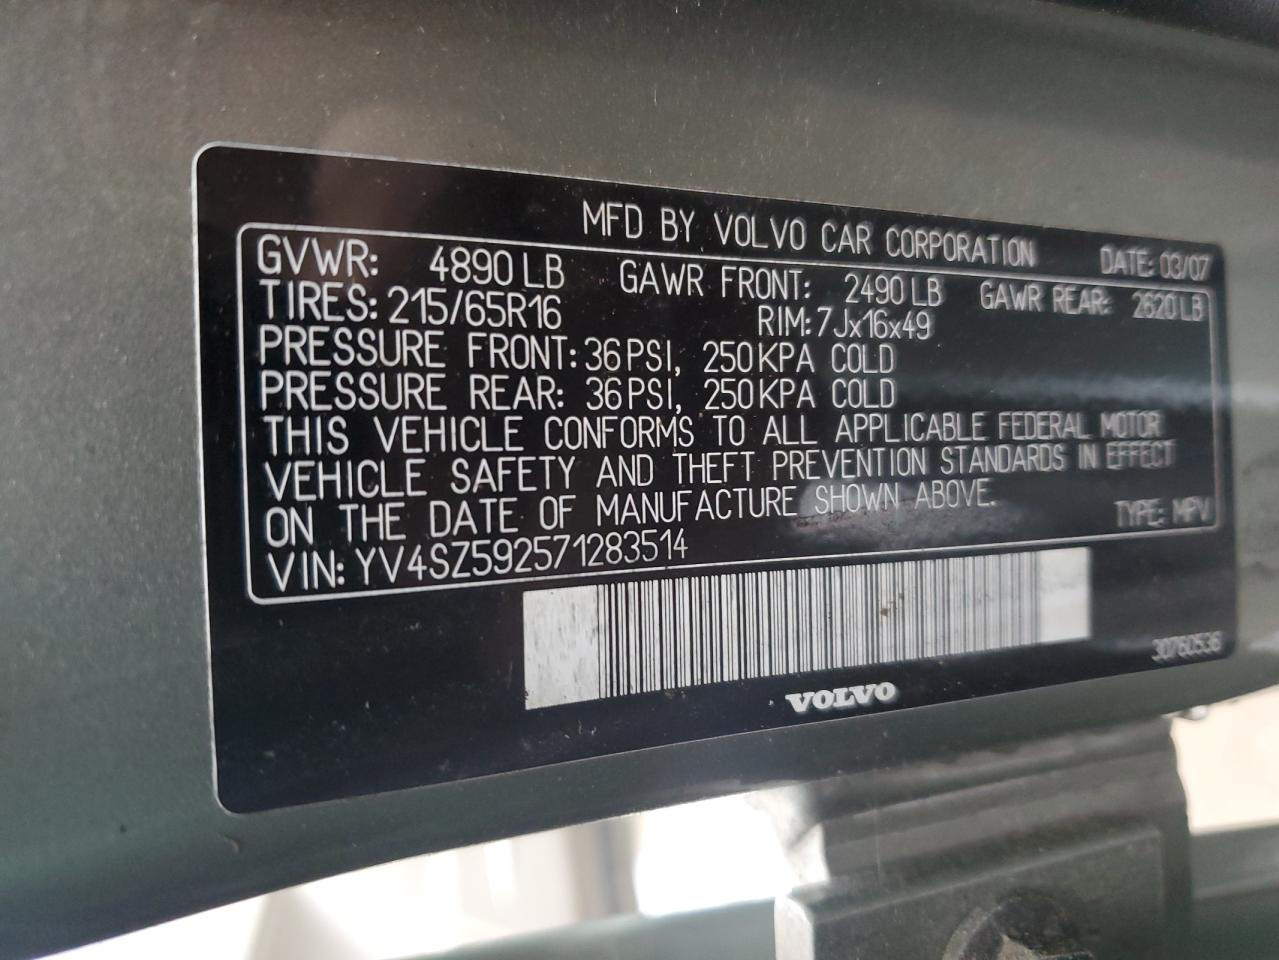 MFD BY VOLVO CAR CORPORATION DATE: 03/07
GVWR: 4890 LB GAWR FRONT: 2490 LB GAWR REAR: 2620 LB
TIRES: 215/65R16 RIM: 7Jx16x49
PRESSURE FRONT: 36 PSI, 250 KPA COLD
PRESSURE REAR: 36 PSI, 250 KPA COLD
THIS VEHICLE CONFORMS TO ALL APPLICABLE FEDERAL MOTOR
VEHICLE SAFETY AND THEFT PREVENTION STANDARDS IN EFFECT
ON THE DATE OF MANUFACTURE SHOWN ABOVE.
VIN: YV4SZ592571283514 TYPE: MPV
30760536
VOLVO